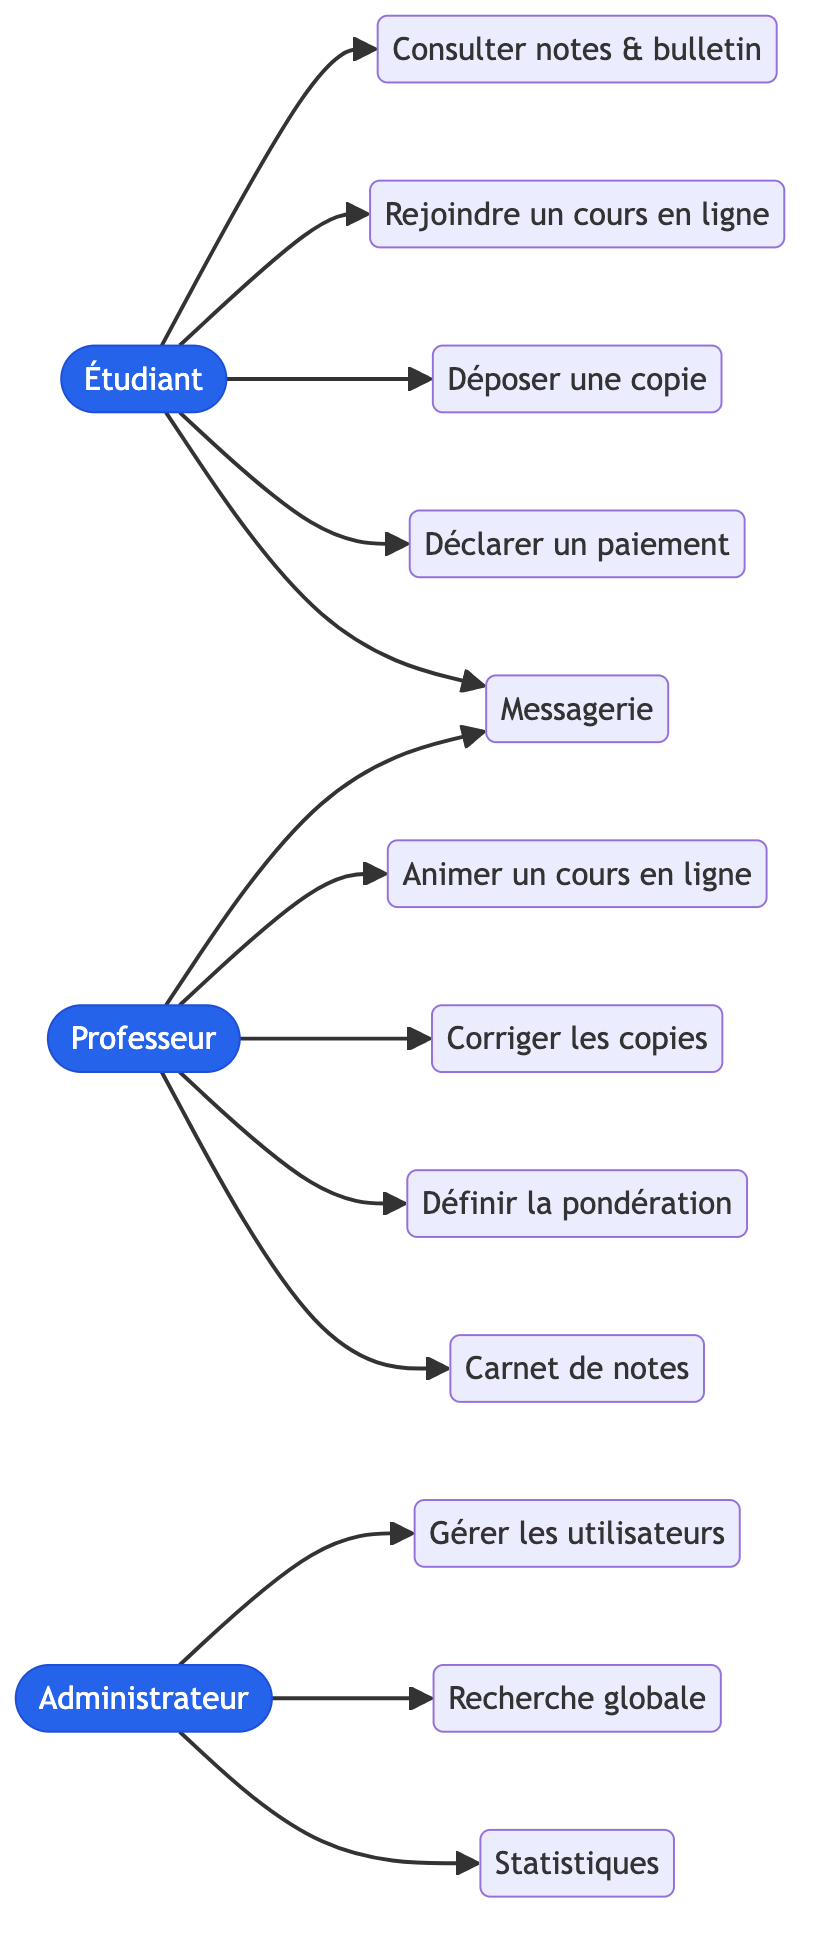 Consulter notes & bulletin
Rejoindre un cours en ligne
Étudiant
Déposer une copie
Déclarer un paiement
Messagerie
Animer un cours en ligne
Professeur
Corriger les copies
Définir la pondération
Carnet de notes
Gérer les utilisateurs
Administrateur
Recherche globale
Statistiques